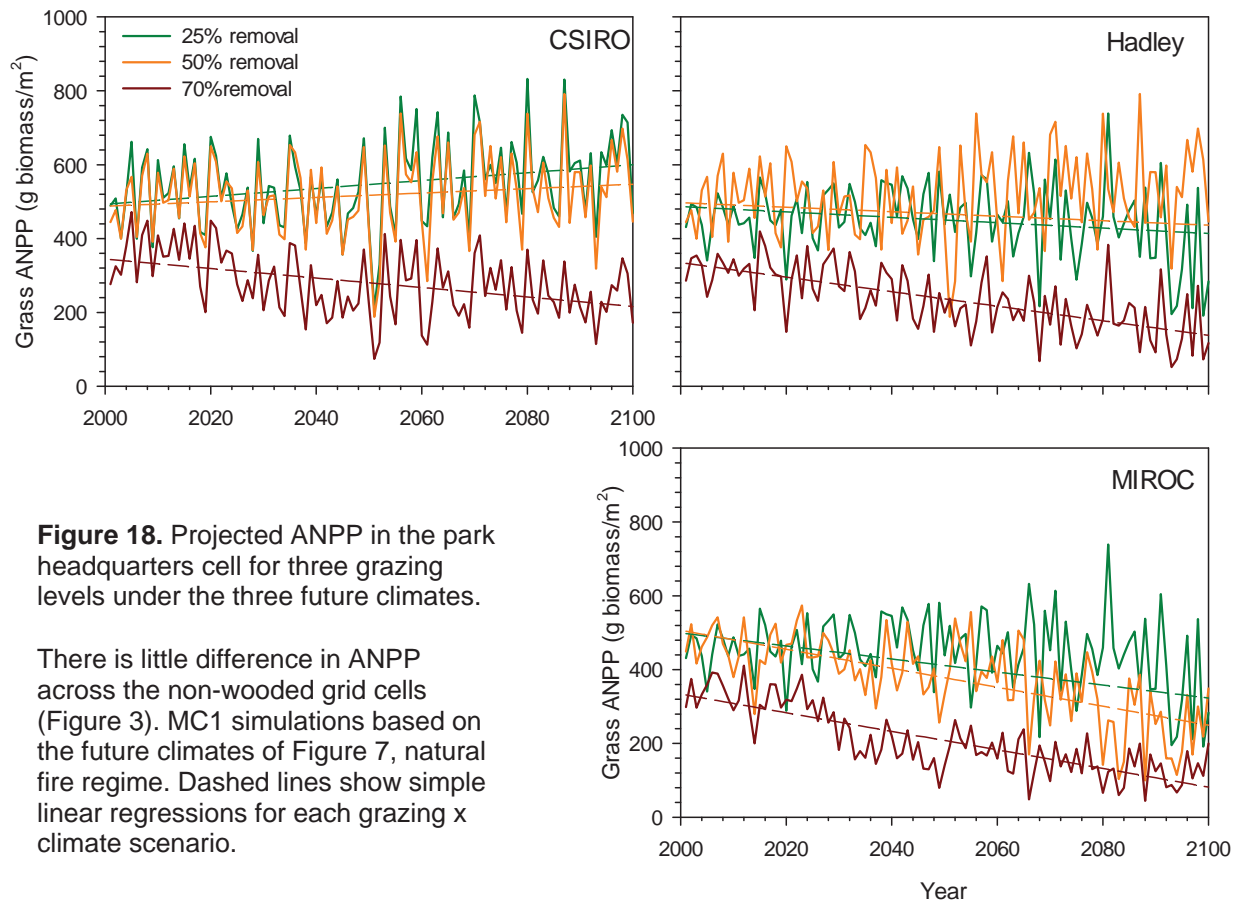 1000
800
600
400
200
0
Grass ANPP (g biomass/m²)
25% removal
50% removal
70%removal
CSIRO
2000 2020 2040 2060 2080 2100
Hadley
2000 2020 2040 2060 2080 2100
Figure 18. Projected ANPP in the park
headquarters cell for three grazing
levels under the three future climates.
There is little difference in ANPP
across the non-wooded grid cells
(Figure 3). MC1 simulations based on
the future climates of Figure 7, natural
fire regime. Dashed lines show simple
linear regressions for each grazing x
climate scenario.
1000
800
600
400
200
0
Grass ANPP (g biomass/m²)
MIROC
2000 2020 2040 2060 2080 2100
Year